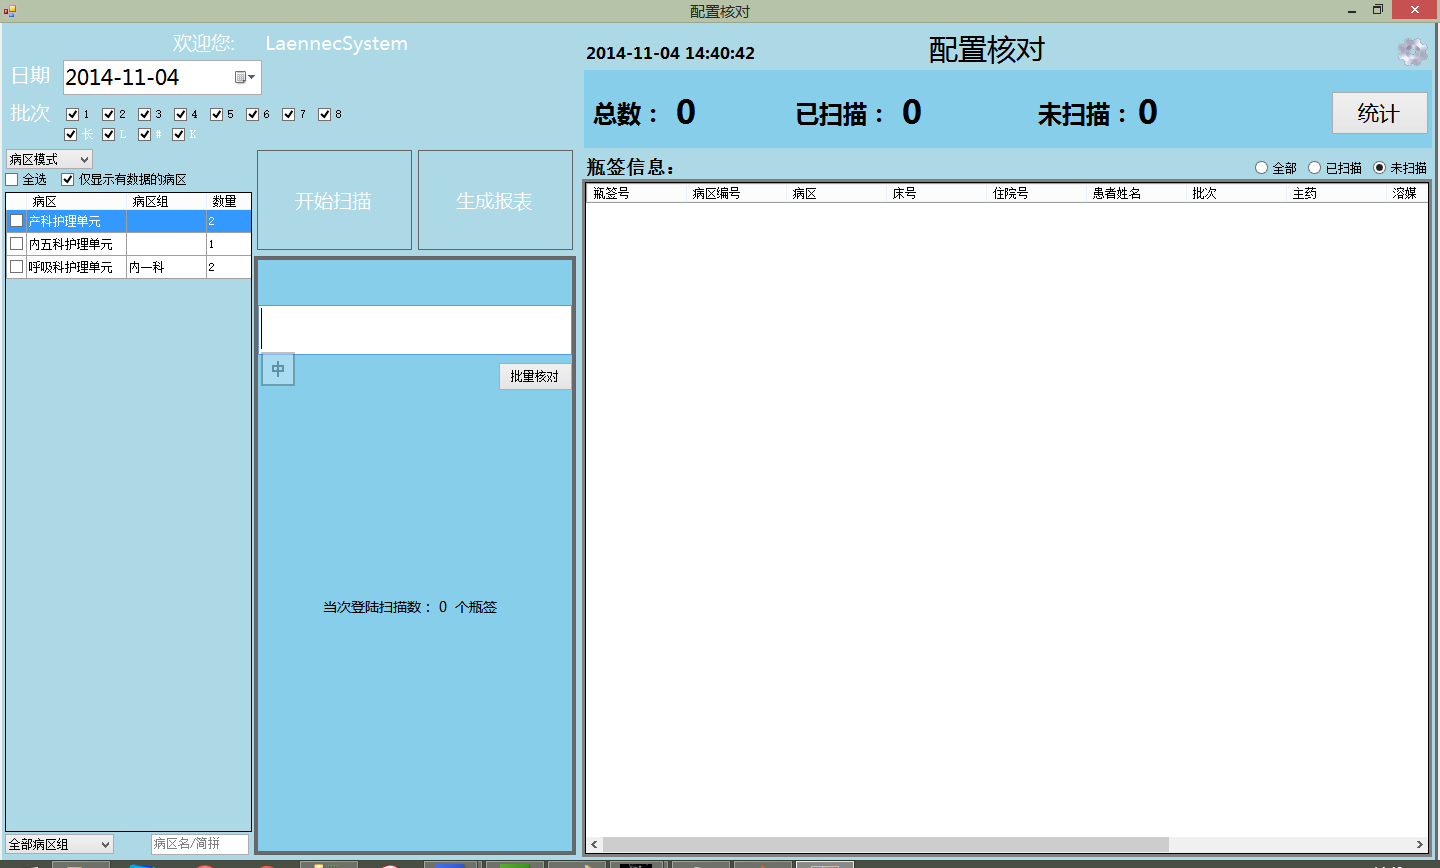 配置核对
欢迎您: LaennecSystem
日期 2014-11-04
批次 1 2 3 4 5 6 7 8
长 L # K
病区模式
全选 仅显示有数据的病区
病区 病区组 数量
产科护理单元 2
内五科护理单元 1
呼吸科护理单元 内一科 2
全部病区组 病区名/简拼
开始扫描 生成报表
中
批量核对
当次登陆扫描数： 0 个瓶签
2014-11-04 14:40:42 配置核对
总数： 0 已扫描： 0 未扫描： 0 统计
瓶签信息： 全部 已扫描 未扫描
瓶签号 病区编号 病区 床号 住院号 患者姓名 批次 主药 溶媒